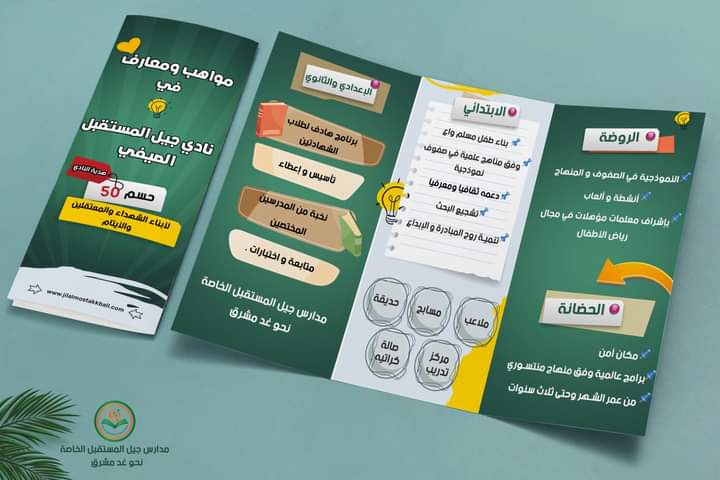 مواهب ومعارف
في
نادي جيل المستقبل
الصيفي
هدية النادي
حسم 50
لأبناء الشهداء والمعتقلين
والأيتام
www.jilalmostakkball.com
الروضة
النموذجية في الصفوف و المنهاج
أنشطة و ألعاب
بإشراف معلمات مؤهلات في مجال
رياض الأطفال
الحضانة
مكان آمن
برامج عالمية وفق منهاج منتسوري
من عمر الشهر وحتى ثلاث سنوات
الابتدائي
بناء طفل مسلم واع
وفق مناهج علمية في صفوف
نموذجية
دعمه ثقافيا ومعرفيا
تشجيع البحث
تنمية روح المبادرة و الإبداع
ملاعب
مسابح
حديقة
مركز
تدريب
صالة
كراتيه
الإعدادي والثانوي
برنامج هادف لطلاب
الشهادتين
تأسيس و إعطاء
نخبة من المدرسين
المختصين
متابعة و اختبارات .
مدارس جيل المستقبل الخاصة
نحو غد مشرق
مدارس جيل المستقبل الخاصة
نحو غد مشرق